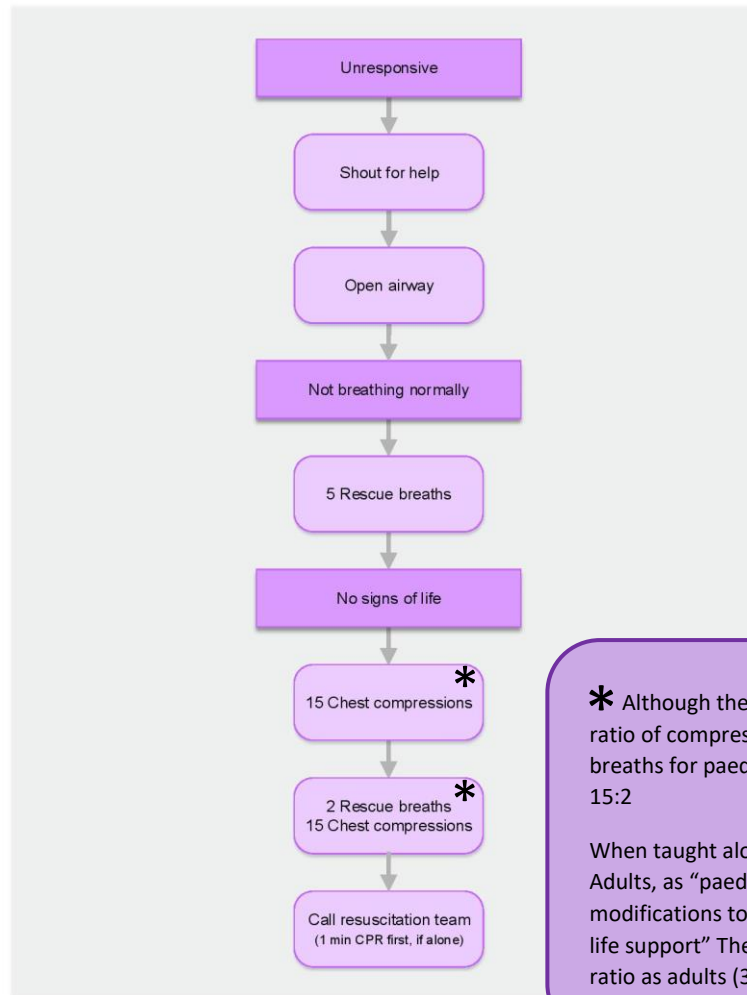 Unresponsive
Shout for help
Open airway
Not breathing normally
5 Rescue breaths
No signs of life
15 Chest compressions *
2 Rescue breaths *
15 Chest compressions
Call resuscitation team
(1 min CPR first, if alone)
* Although the
ratio of compres
breaths for paed
15:2
When taught alo
Adults, as “paed
modifications to
life support” The
ratio as adults (3